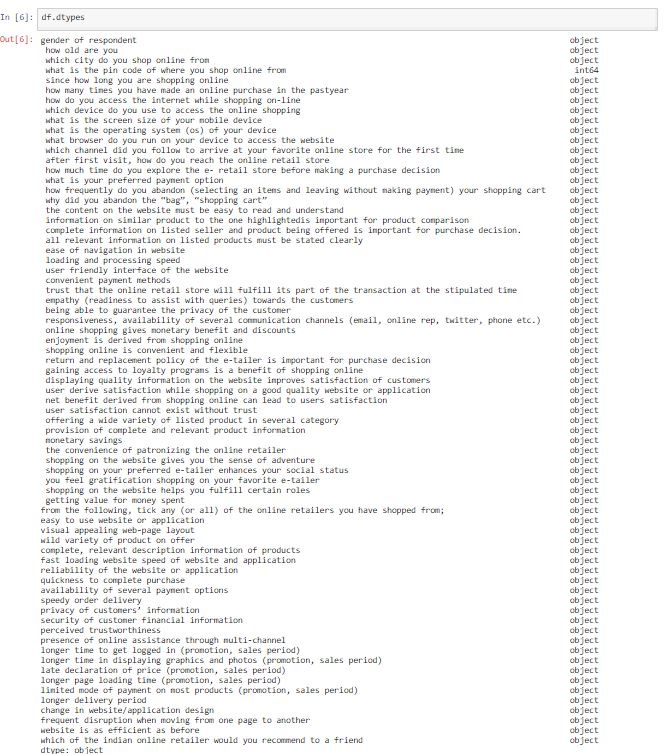 In [6]: df.dtypes
Out[6]: gender of respondent object
how old are you object
which city do you shop online from object
what is the pin code of where you shop online from int64
since how long you are shopping online object
how many times you have made an online purchase in the pastyear object
how do you access the internet while shopping on-line object
which device do you use to access the online shopping object
what is the screen size of your mobile device object
what is the operating system (os) of your device object
what browser do you run on your device to access the website object
which channel did you follow to arrive at your favorite online store for the first time object
after first visit, how do you reach the online retail store object
how much time do you explore the e- retail store before making a purchase decision object
what is your preferred payment option object
how frequently do you abandon (selecting an items and leaving without making payment) your shopping cart object
why did you abandon the “bag”, “shopping cart” object
the content on the website must be easy to read and understand object
information on similar product to the one highlightedis important for product comparison object
complete information on listed seller and product being offered is important for purchase decision. object
all relevant information on listed products must be stated clearly object
ease of navigation in website object
loading and processing speed object
user friendly interface of the website object
convenient payment methods object
trust that the online retail store will fulfill its part of the transaction at the stipulated time object
empathy (readiness to assist with queries) towards the customers object
being able to guarantee the privacy of the customer object
responsiveness, availability of several communication channels (email, online rep, twitter, phone etc.) object
online shopping gives monetary benefit and discounts object
enjoyment is derived from shopping online object
shopping online is convenient and flexible object
return and replacement policy of the e-tailer is important for purchase decision object
gaining access to loyalty programs is a benefit of shopping online object
displaying quality information on the website improves satisfaction of customers object
user derive satisfaction while shopping on a good quality website or application object
net benefit derived from shopping online can lead to users satisfaction object
user satisfaction cannot exist without trust object
offering a wide variety of listed product in several category object
provision of complete and relevant product information object
monetary savings object
the convenience of patronizing the online retailer object
shopping on the website gives you the sense of adventure object
shopping on your preferred e-tailer enhances your social status object
you feel gratification shopping on your favorite e-tailer object
shopping on the website helps you fulfill certain roles object
getting value for money spent object
from the following, tick any (or all) of the online retailers you have shopped from; object
easy to use website or application object
visual appealing web-page layout object
wild variety of product on offer object
complete, relevant description information of products object
fast loading website speed of website and application object
reliability of the website or application object
quickness to complete purchase object
availability of several payment options object
speedy order delivery object
privacy of customers’ information object
security of customer financial information object
perceived trustworthiness object
presence of online assistance through multi-channel object
longer time to get logged in (promotion, sales period) object
longer time in displaying graphics and photos (promotion, sales period) object
late declaration of price (promotion, sales period) object
longer page loading time (promotion, sales period) object
limited mode of payment on most products (promotion, sales period) object
longer delivery period object
change in website/application design object
frequent disruption when moving from one page to another object
website is as efficient as before object
which of the indian online retailer would you recommend to a friend object
dtype: object